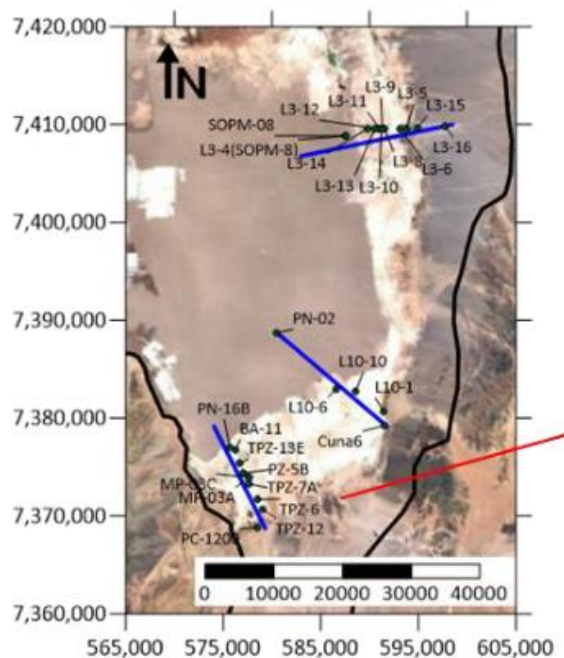 7,420,000
N
L3-9
L3-11
L3-5
L3-12
L3-15
7,410,000
SOPM-08
L3-4(SOPM-8)
L3-14
L3-16
L3-8
L3-6
L3-13
L3-10
7,400,000
7,390,000
PN-02
L10-10
L10-1
L10-6
7,380,000
PN-16B
BA-11
Cuna6
TPZ-13E
PZ-5B
MP-03C
TPZ-7A
MP-03A
TPZ-6
7,370,000
TPZ-12
PC-1208
0 10000 20000 30000 40000
7,360,000
565,000 575,000 585,000 595,000 605,000